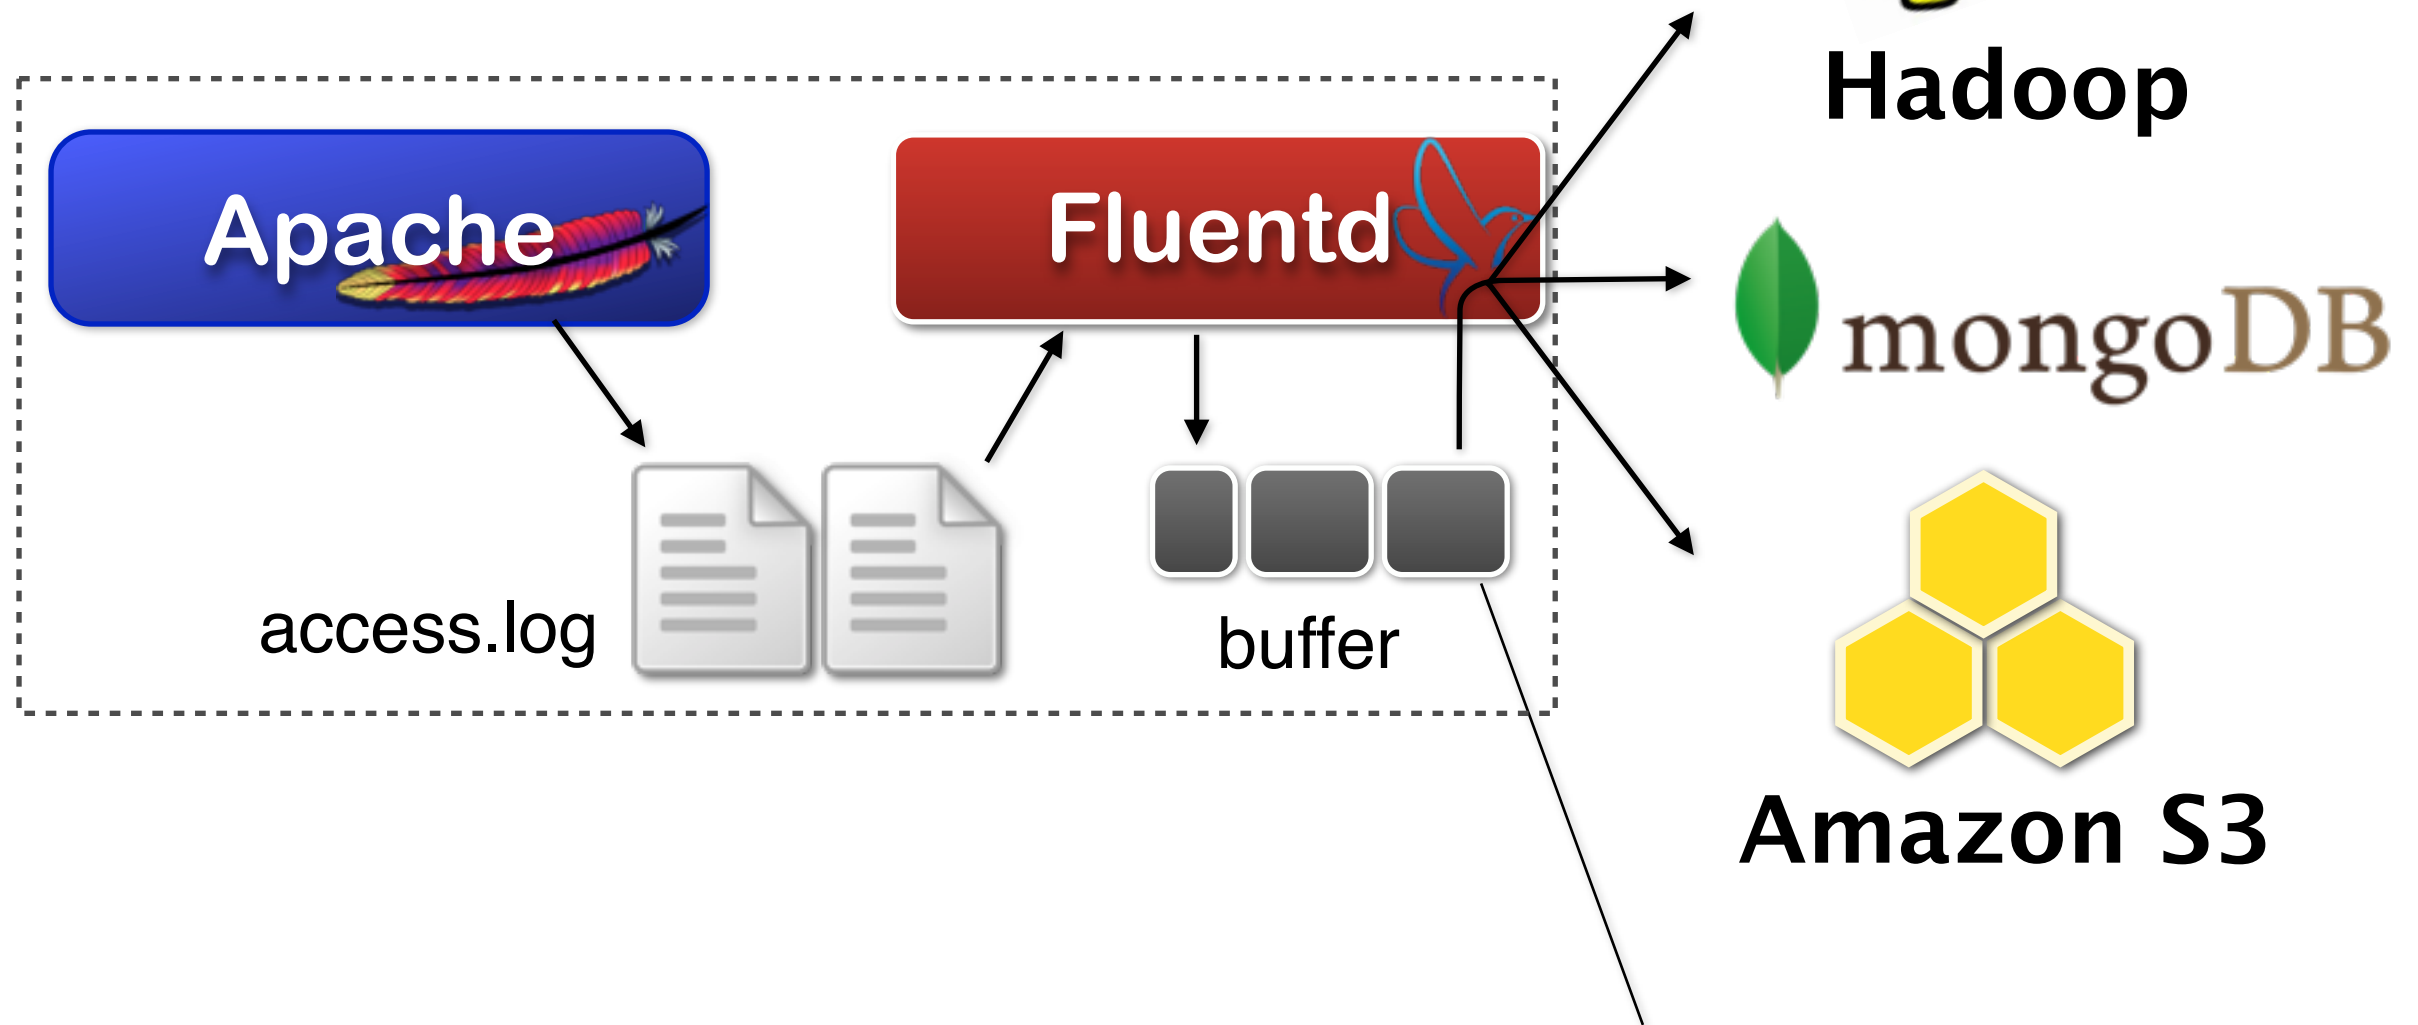 Hadoop
Apache
Fluentd
mongoDB
access.log
buffer
Amazon S3